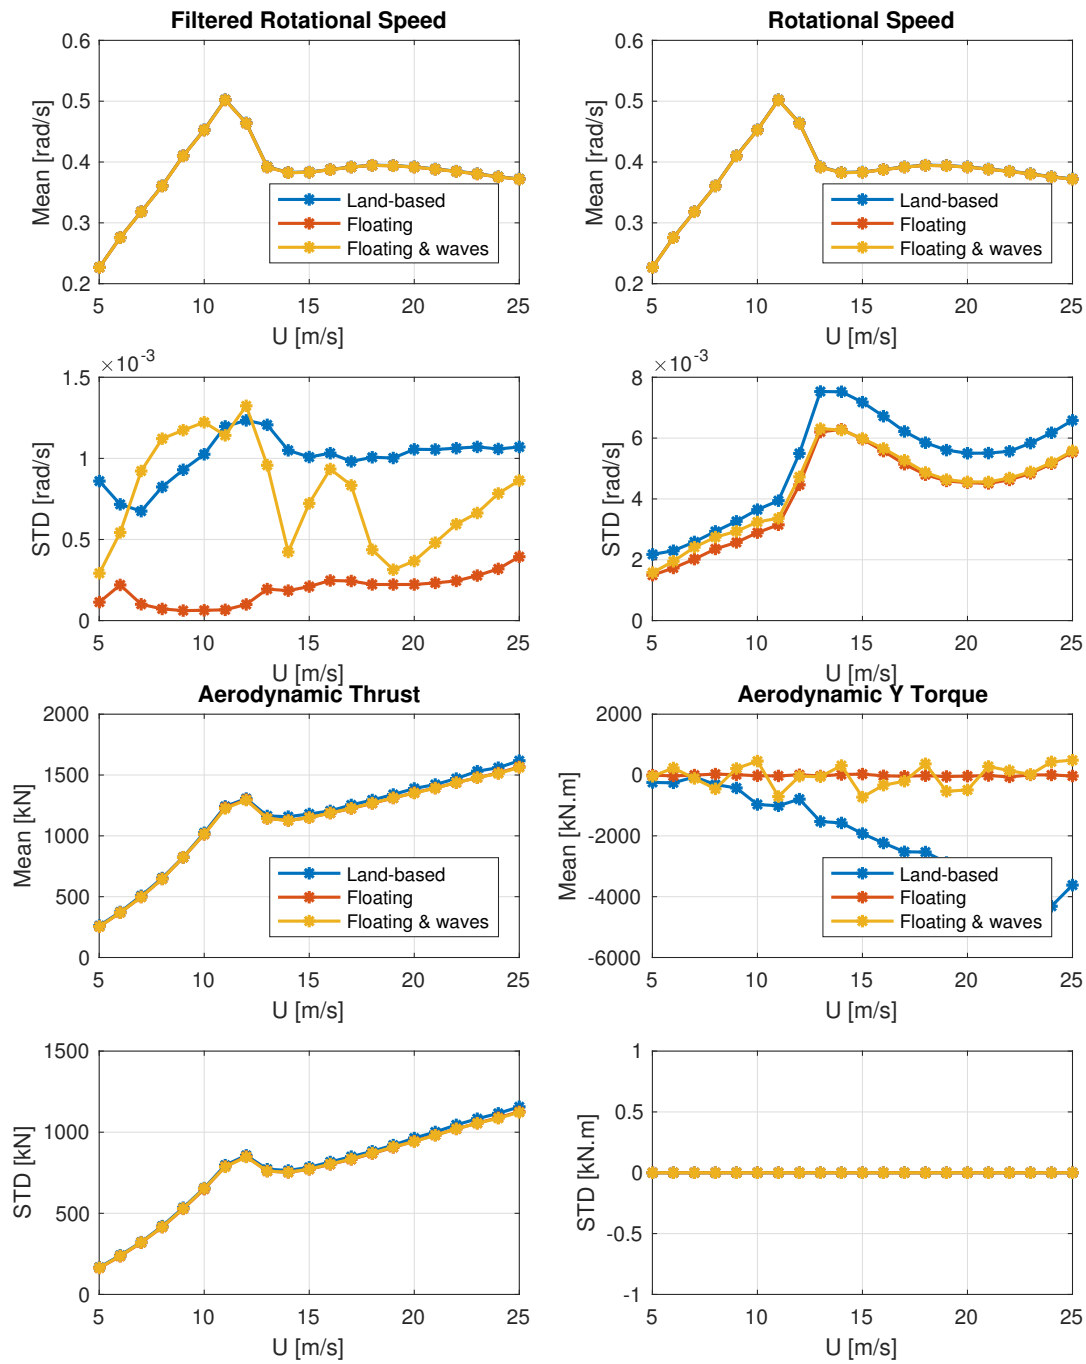 Filtered Rotational Speed
Mean [rad/s]
0.6
0.5
0.4
0.3
0.2
Land-based
Floating
Floating & waves
5 10 15 20 25
U [m/s]
Rotational Speed
Mean [rad/s]
0.6
0.5
0.4
0.3
0.2
Land-based
Floating
Floating & waves
5 10 15 20 25
U [m/s]
×10⁻³
STD [rad/s]
1.5
1
0.5
0
5 10 15 20 25
U [m/s]
×10⁻³
STD [rad/s]
8
6
4
2
0
5 10 15 20 25
U [m/s]
Aerodynamic Thrust
Mean [kN]
2000
1500
1000
500
0
Land-based
Floating
Floating & waves
5 10 15 20 25
U [m/s]
Aerodynamic Y Torque
Mean [kN.m]
2000
0
-2000
-4000
-6000
Land-based
Floating
Floating & waves
5 10 15 20 25
U [m/s]
STD [kN]
1500
1000
500
0
5 10 15 20 25
U [m/s]
STD [kN.m]
1
0.5
0
-0.5
-1
5 10 15 20 25
U [m/s]